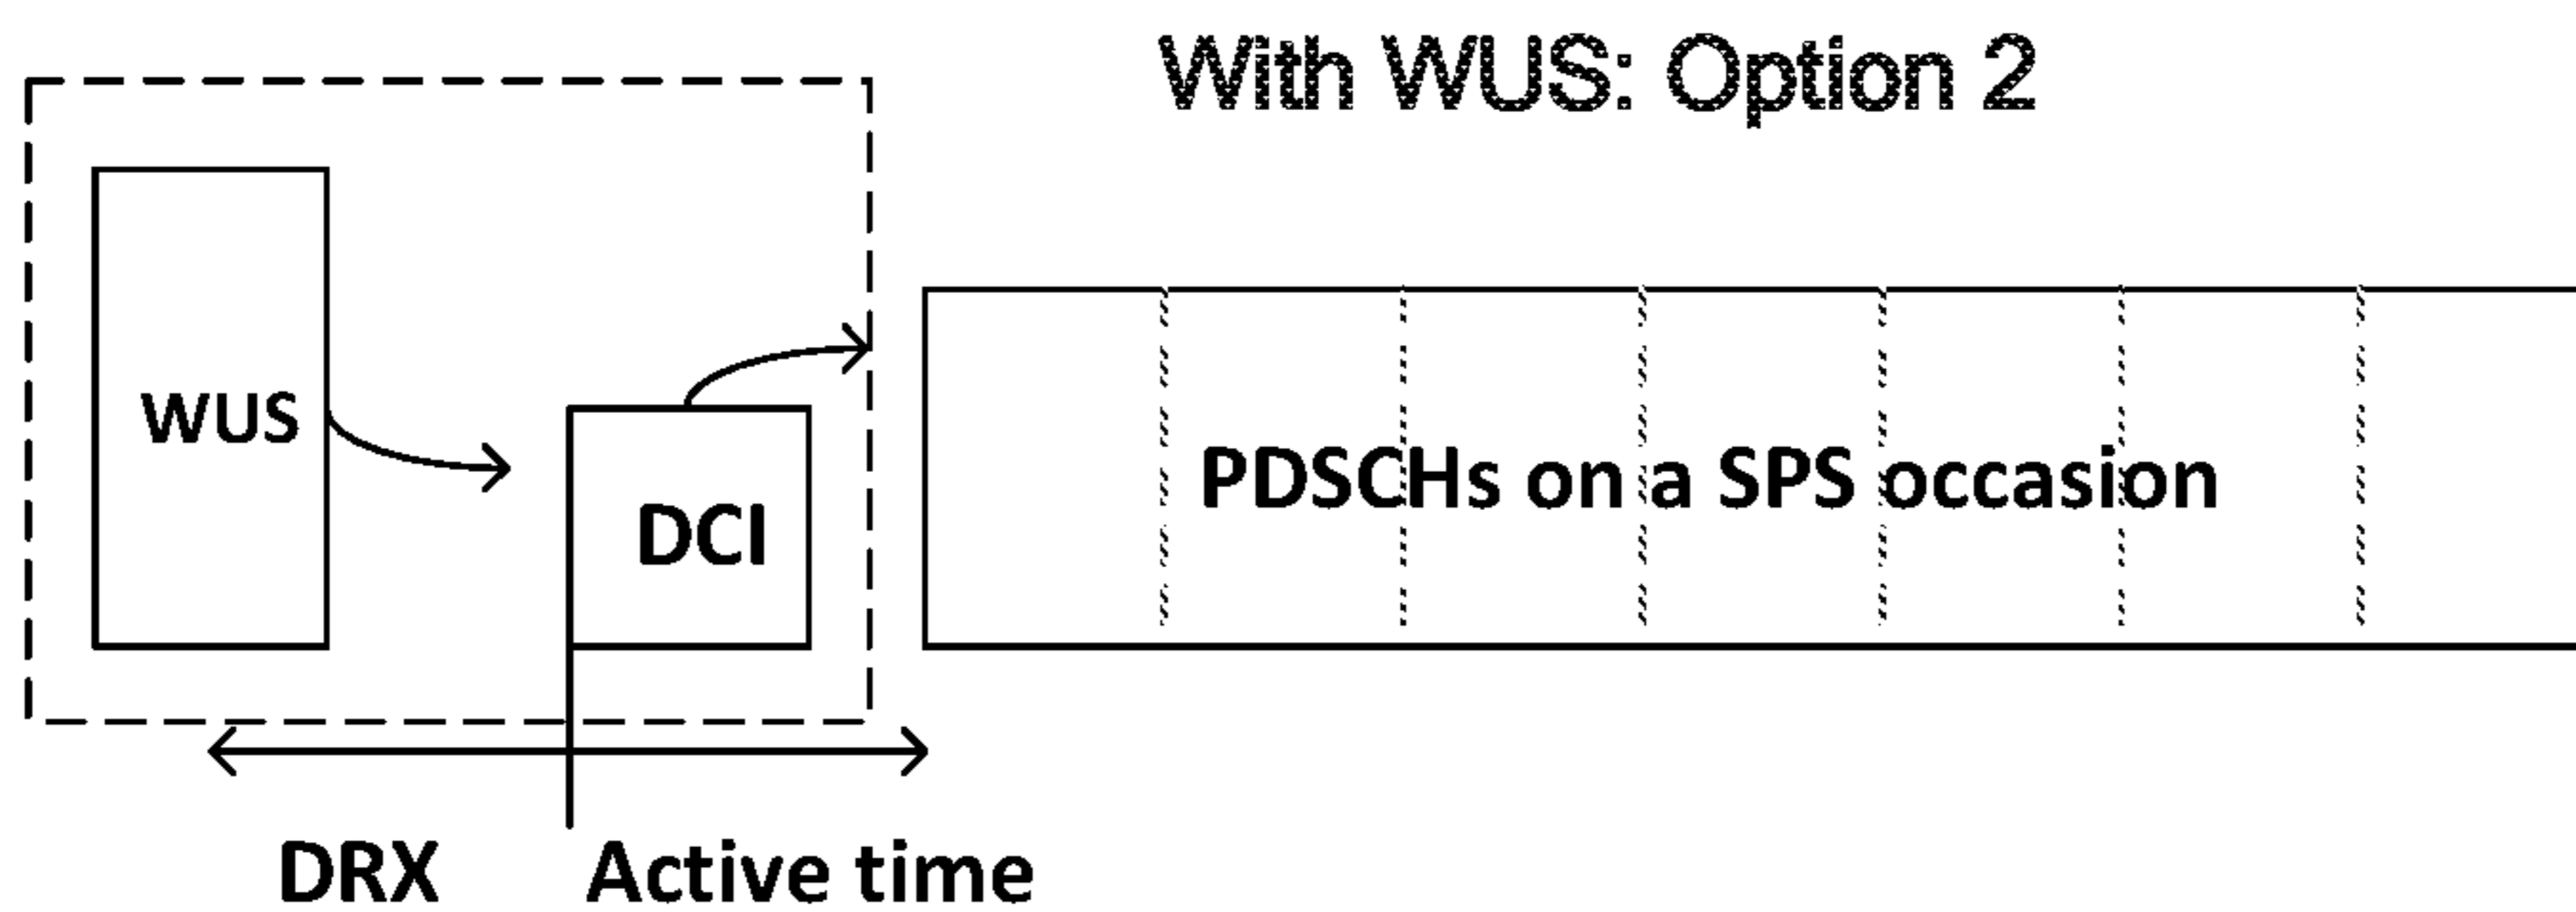 With WUS: Option 2
WUS
DCI
PDSCHs on a SPS occasion
DRX
Active time